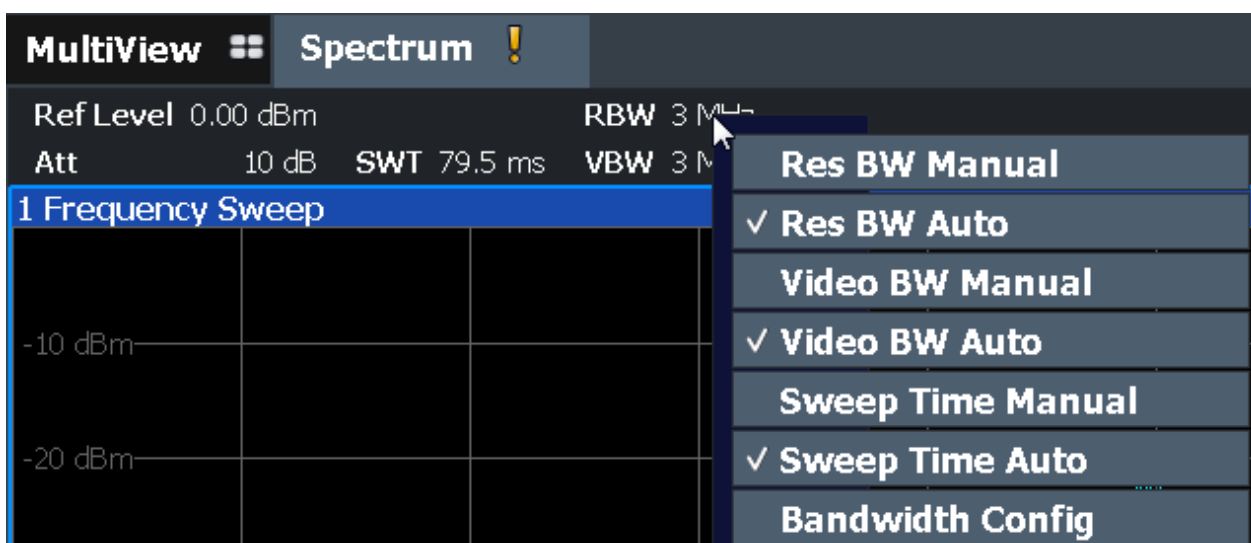 MultiView Spectrum !
Ref Level 0.00 dBm RBW 3 MHz
Att 10 dB SWT 79.5 ms VBW 3
1 Frequency Sweep
-10 dBm
-20 dBm
Res BW Manual
✓ Res BW Auto
Video BW Manual
✓ Video BW Auto
Sweep Time Manual
✓ Sweep Time Auto
Bandwidth Config